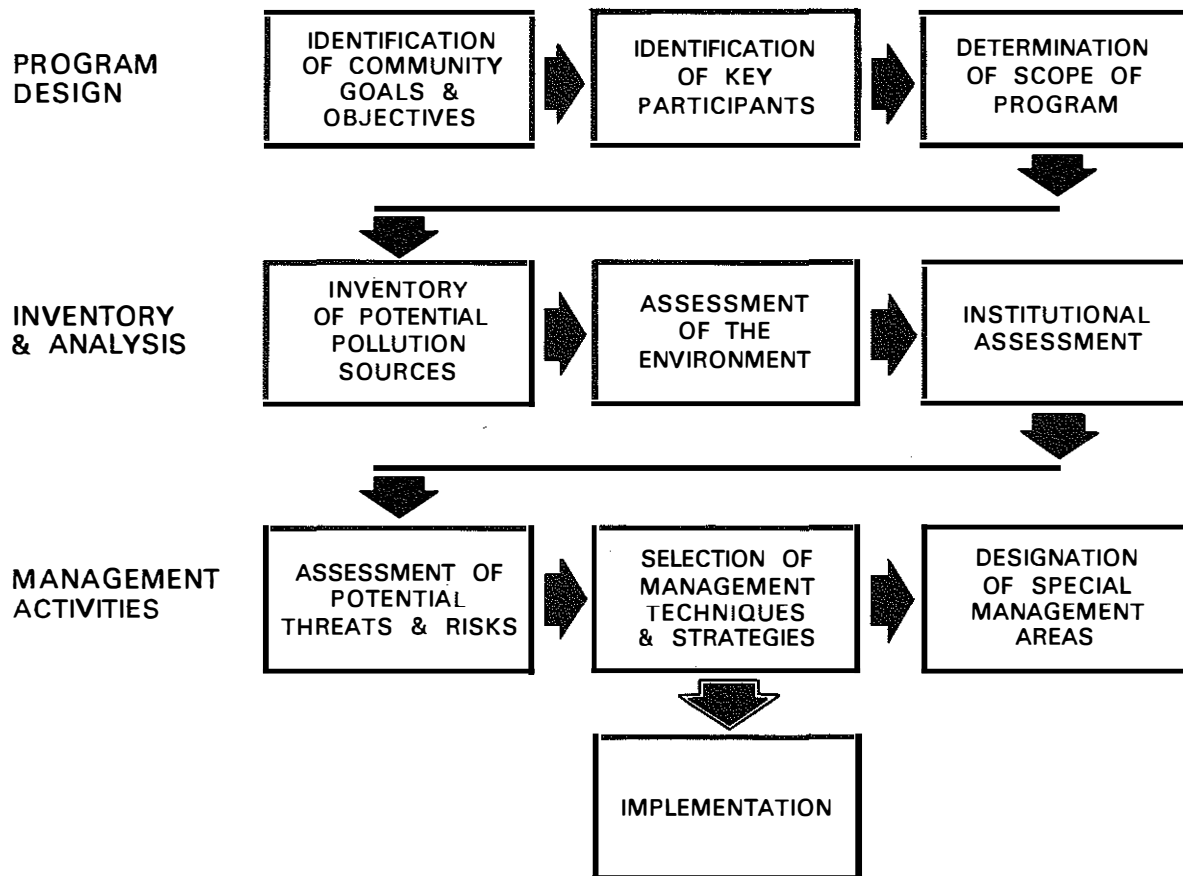 PROGRAM
DESIGN
IDENTIFICATION
OF COMMUNITY
GOALS &
OBJECTIVES
IDENTIFICATION
OF KEY
PARTICIPANTS
DETERMINATION
OF SCOPE OF
PROGRAM
INVENTORY
& ANALYSIS
INVENTORY
OF POTENTIAL
POLLUTION
SOURCES
ASSESSMENT
OF THE
ENVIRONMENT
INSTITUTIONAL
ASSESSMENT
MANAGEMENT
ACTIVITIES
ASSESSMENT OF
POTENTIAL
THREATS & RISKS
SELECTION OF
MANAGEMENT
TECHNIQUES
& STRATEGIES
DESIGNATION
OF SPECIAL
MANAGEMENT
AREAS
IMPLEMENTATION